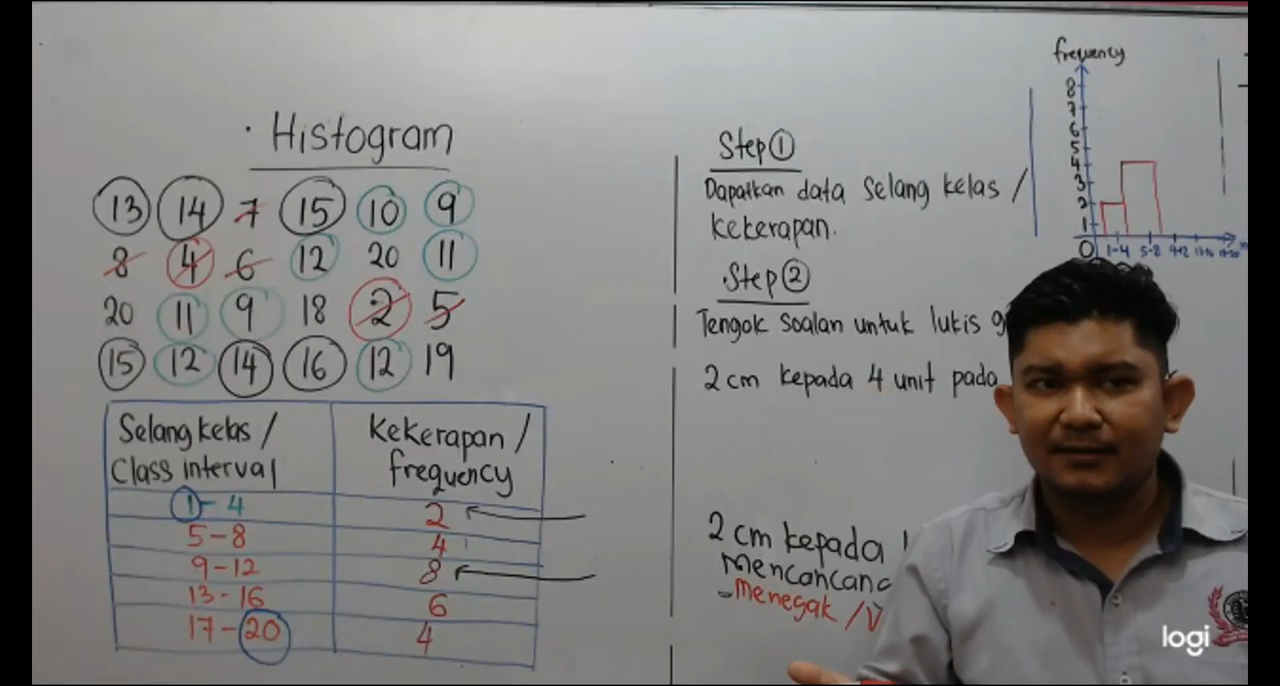 · Histogram
13 14 7 15 10 9
8 4 6 12 20 11
20 11 9 18 2 5
15 12 14 16 12 19
Selang kelas / Kekerapan /
Class interval frequency
1 - 4 2
5 - 8 4
9 - 12 8
13 - 16 6
17 - 20 4
Step ①
Dapatkan data selang kelas /
kekerapan.
Step ②
Tengok soalan untuk lukis
2 cm kepada 4 unit pada
2 cm kepada
- Menegak /
frequency
8
7
6
5
4
3
2
1
0 1-4 5-8 9-12
logi